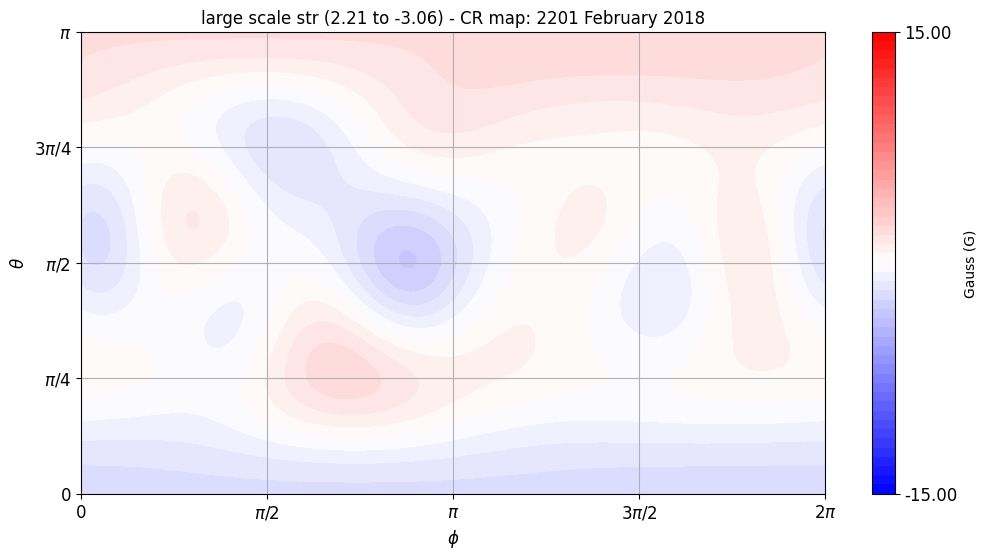 large scale str (2.21 to -3.06) - CR map: 2201 February 2018
π
3π/4
π/2
π/4
0
θ
0
π/2
π
3π/2
2π
ϕ
15.00
-15.00
Gauss (G)